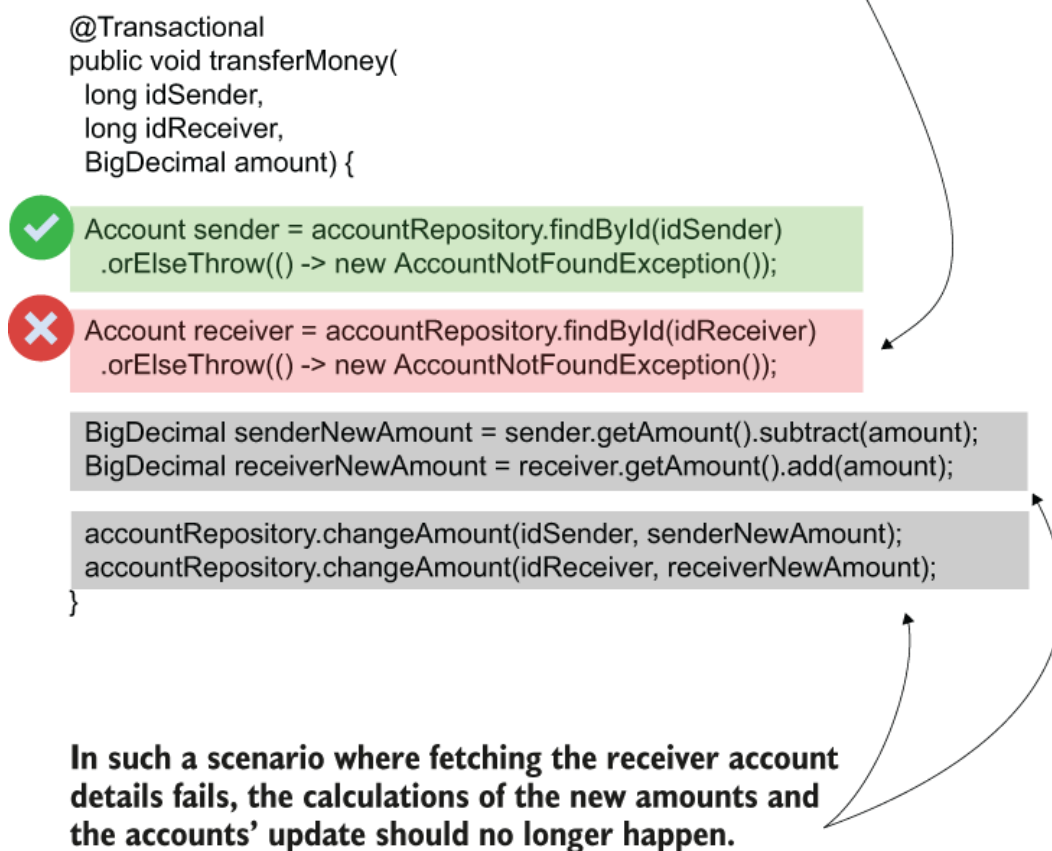 @Transactional
public void transferMoney(
long idSender,
long idReceiver,
BigDecimal amount) {
Account sender = accountRepository.findById(idSender)
.orElseThrow(() -> new AccountNotFoundException());
Account receiver = accountRepository.findById(idReceiver)
.orElseThrow(() -> new AccountNotFoundException());
BigDecimal senderNewAmount = sender.getAmount().subtract(amount);
BigDecimal receiverNewAmount = receiver.getAmount().add(amount);
accountRepository.changeAmount(idSender, senderNewAmount);
accountRepository.changeAmount(idReceiver, receiverNewAmount);
}
In such a scenario where fetching the receiver account
details fails, the calculations of the new amounts and
the accounts’ update should no longer happen.